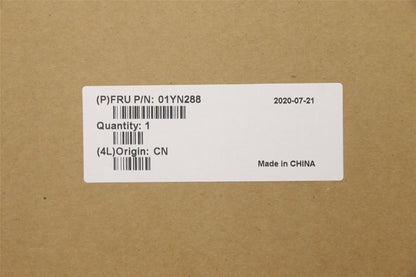 (P)FRU P/N: 01YN288 2020-07-21
Quantity: 1
(4L)Origin: CN
Made in CHINA